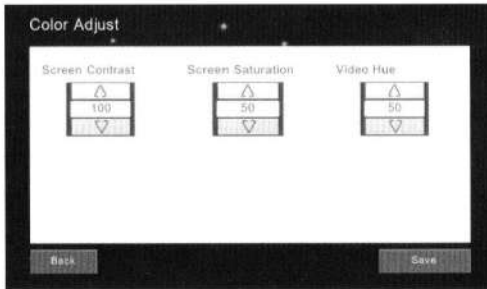 Color Adjust
Screen Contrast Screen Saturation Video Hue
100 50 50
Back Save